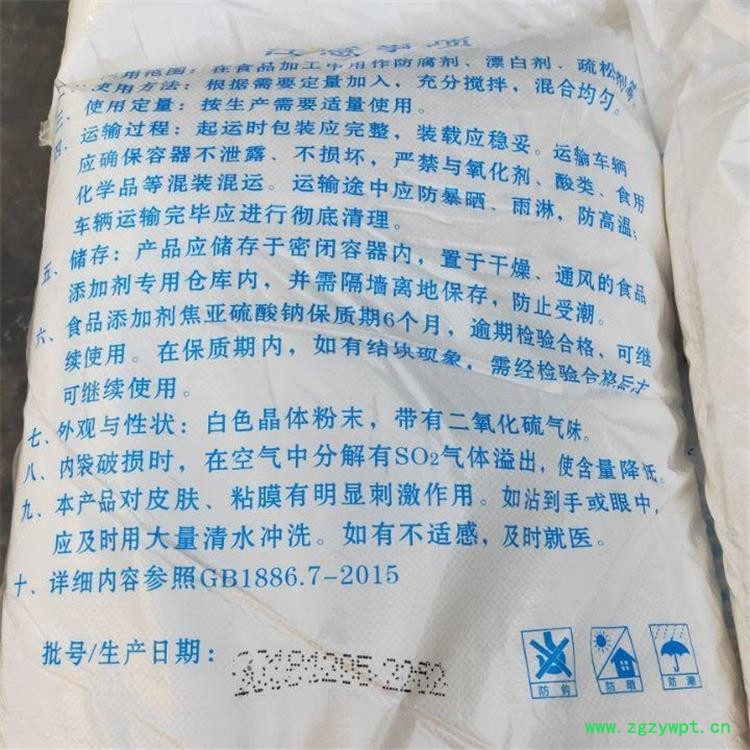 注意事项
用范围：在食品加工中用作防腐剂、漂白剂、疏松剂等
使用方法：根据需要定量加入，充分搅拌，混合均匀。
三、使用定量：按生产需要适量使用。
四、运输过程：起运时包装应完整，装载应稳妥。运输车辆
应确保容器不泄露、不损坏，严禁与氧化剂、酸类、食用
化学品等混装混运。运输途中应防暴晒、雨淋，防高温；
车辆运输完毕应进行彻底清理。
五、储存：产品应储存于密闭容器内，置于干燥、通风的食品
添加剂专用仓库内，并需隔墙离地保存，防止受潮。
六、食品添加剂焦亚硫酸钠保质期6个月，逾期检验合格，可继
续使用。在保质期内，如有结块现象，需经检验合格后方
可继续使用。
七、外观与性状：白色晶体粉末，带有二氧化硫气味。
八、内袋破损时，在空气中分解有SO2气体溢出，使含量降低。
九、本产品对皮肤、粘膜有明显刺激作用。如沾到手或眼中，
应及时用大量清水冲洗。如有不适感，及时就医。
十、详细内容参照GB1886.7-2015
批号/生产日期：
防钩 防晒 防潮
www.zgzywpt.cn